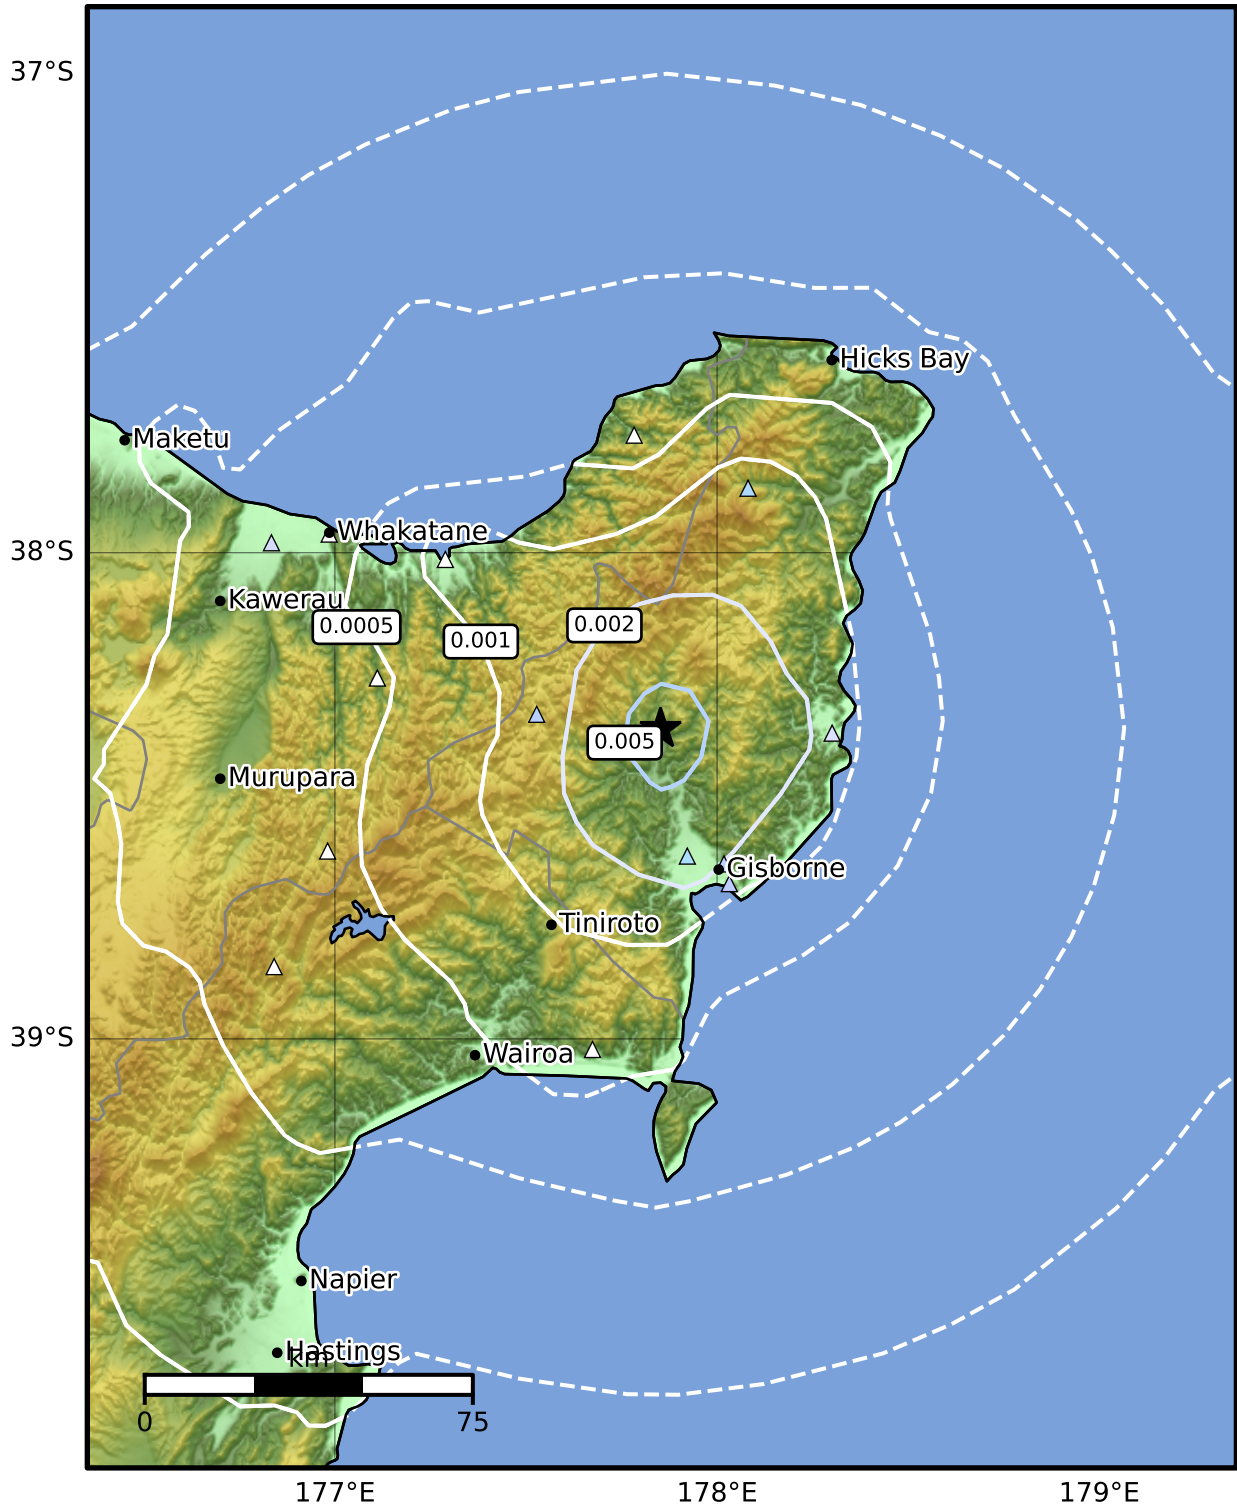 37°S
Hicks Bay
Maketu
Whakatane
38°S
Kawerau
0.0005
0.001
0.002
0.005
Murupara
Gisborne
Tiniroto
39°S
Wairoa
Napier
Hastings
km
0
75
177°E
178°E
179°E